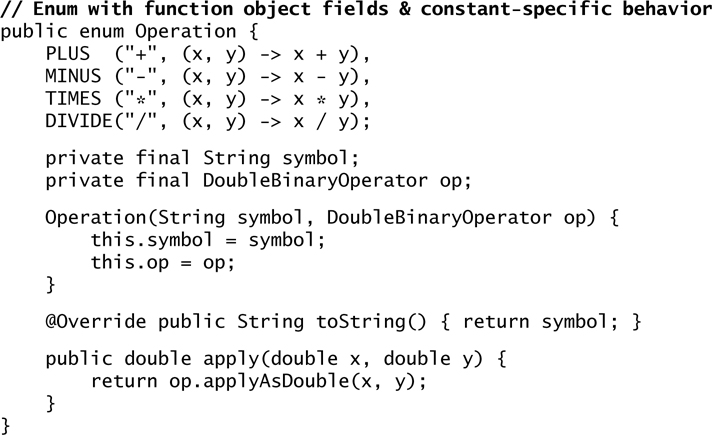 // Enum with function object fields & constant-specific behavior
public enum Operation {
    PLUS  ("+", (x, y) -> x + y),
    MINUS ("-", (x, y) -> x - y),
    TIMES ("*", (x, y) -> x * y),
    DIVIDE("/", (x, y) -> x / y);
    private final String symbol;
    private final DoubleBinaryOperator op;
    Operation(String symbol, DoubleBinaryOperator op) {
        this.symbol = symbol;
        this.op = op;
    }
    @Override public String toString() { return symbol; }
    public double apply(double x, double y) {
        return op.applyAsDouble(x, y);
    }
}